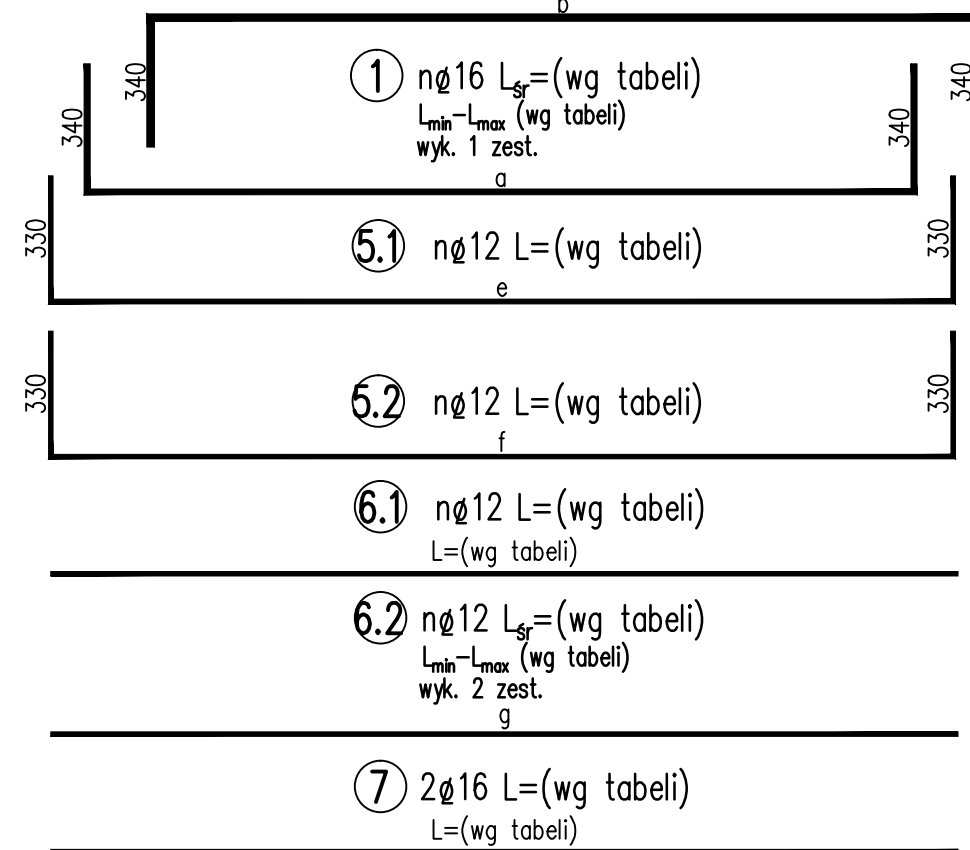 b
340
340
1 nø16 Lśr=(wg tabeli)
Lmin-Lmax (wg tabeli)
wyk. 1 zest.
340
340
a
330
5.1 nø12 L=(wg tabeli)
330
e
330
5.2 nø12 L=(wg tabeli)
330
f
6.1 nø12 L=(wg tabeli)
L=(wg tabeli)
6.2 nø12 Lśr=(wg tabeli)
Lmin-Lmax (wg tabeli)
wyk. 2 zest.
g
7 2ø16 L=(wg tabeli)
L=(wg tabeli)